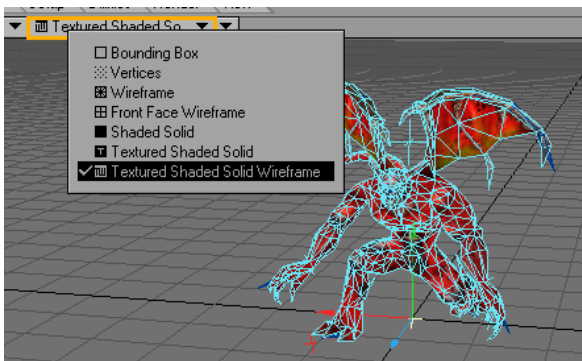 Textured Shaded So
Bounding Box
Vertices
Wireframe
Front Face Wireframe
Shaded Solid
Textured Shaded Solid
Textured Shaded Solid Wireframe